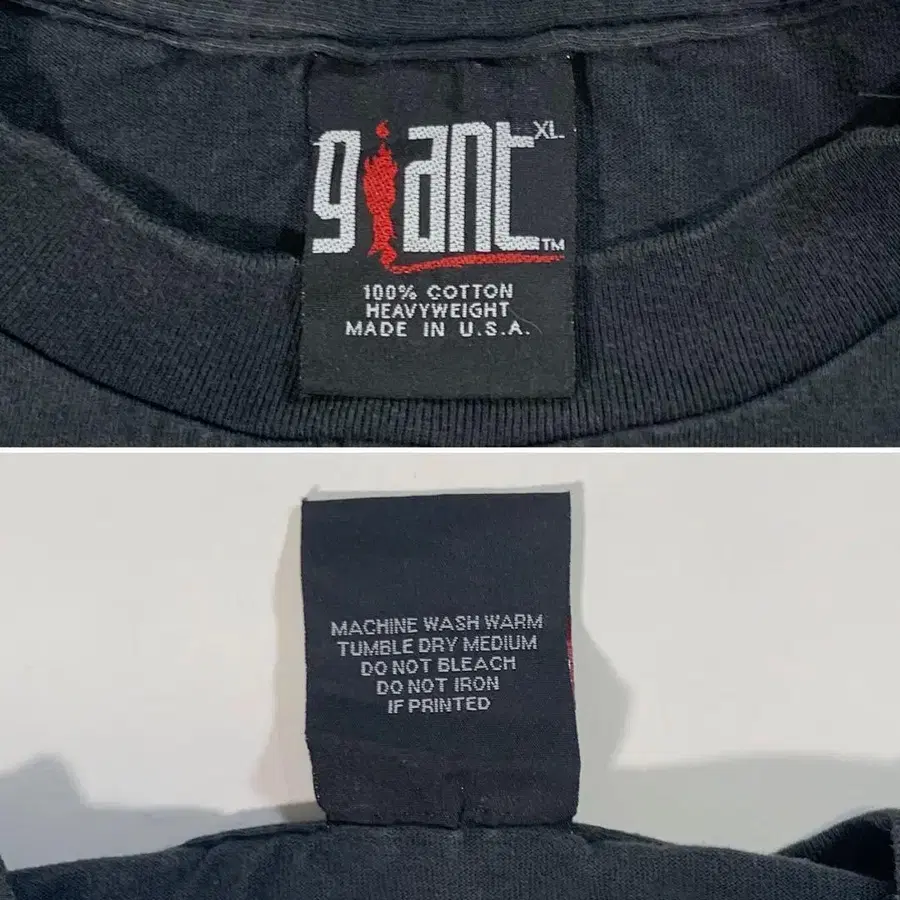 giant XL
TM
100% COTTON
HEAVYWEIGHT
MADE IN U.S.A.
MACHINE WASH WARM
TUMBLE DRY MEDIUM
DO NOT BLEACH
DO NOT IRON
IF PRINTED